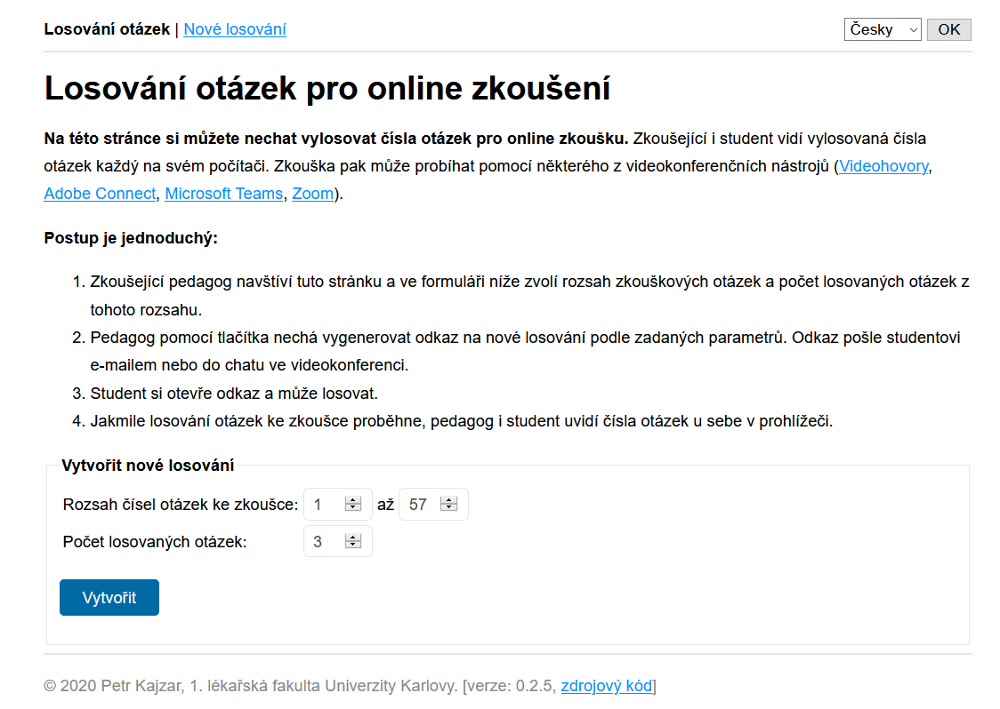 Losování otázek | Nové losování
Česky OK
Losování otázek pro online zkoušení
Na této stránce si můžete nechat vylosovat čísla otázek pro online zkoušku. Zkoušející i student vidí vylosovaná čísla
otázek každý na svém počítači. Zkouška pak může probíhat pomocí některého z videokonferenčních nástrojů (Videohovory,
Adobe Connect, Microsoft Teams, Zoom).
Postup je jednoduchý:
1. Zkoušející pedagog navštíví tuto stránku a ve formuláři níže zvolí rozsah zkouškových otázek a počet losovaných otázek z
tohoto rozsahu.
2. Pedagog pomocí tlačítka nechá vygenerovat odkaz na nové losování podle zadaných parametrů. Odkaz pošle studentovi
e-mailem nebo do chatu ve videokonferenci.
3. Student si otevře odkaz a může losovat.
4. Jakmile losování otázek ke zkoušce proběhne, pedagog i student uvidí čísla otázek u sebe v prohlížeči.
Vytvořit nové losování
Rozsah čísel otázek ke zkoušce: 1 až 57
Počet losovaných otázek: 3
Vytvořit
© 2020 Petr Kajzar, 1. lékařská fakulta Univerzity Karlovy. [verze: 0.2.5, zdrojový kód]